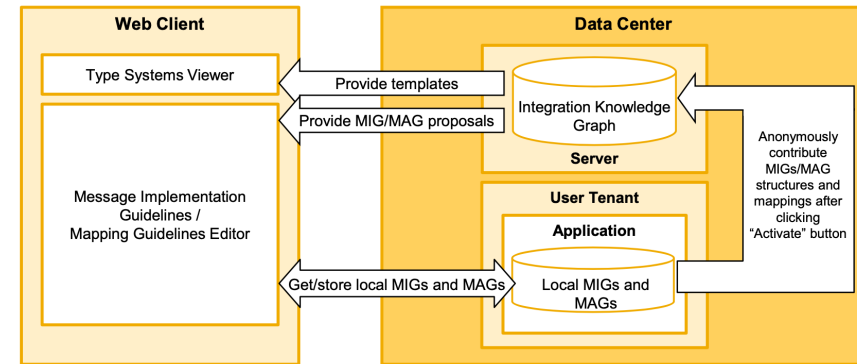 Web Client
Type Systems Viewer
Message Implementation
Guidelines /
Mapping Guidelines Editor
Provide templates
Provide MIG/MAG proposals
Get/store local MIGs and MAGs
Data Center
Integration Knowledge
Graph
Server
User Tenant
Application
Local MIGs and
MAGs
Anonymously
contribute
MIGs/MAG
structures and
mappings after
clicking
“Activate” button